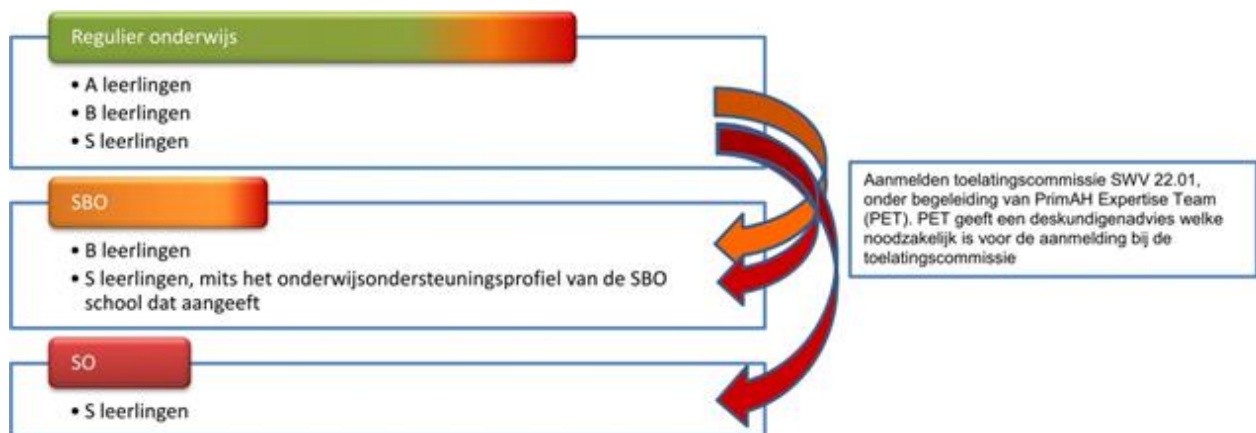 Regulier onderwijs
• A leerlingen
• B leerlingen
• S leerlingen
SBO
• B leerlingen
• S leerlingen, mits het onderwijsondersteuningsprofiel van de SBO
school dat aangeeft
SO
• S leerlingen
Aanmelden toelatingscommissie SWV 22.01,
onder begeleiding van PrimAH Expertise Team
(PET). PET geeft een deskundigenadvies welke
noodzakelijk is voor de aanmelding bij de
toelatingscommissie